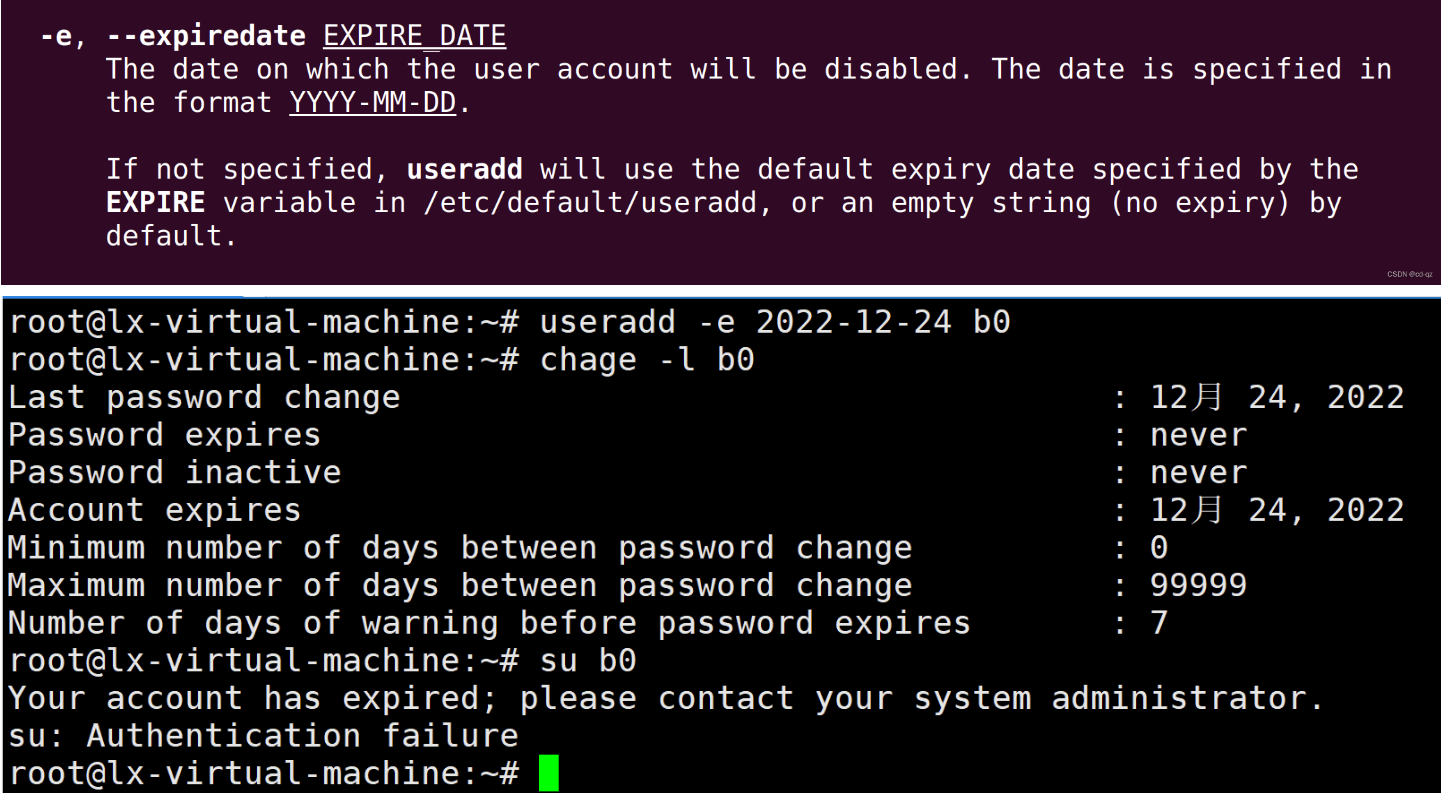 -e, --expiredate EXPIRE_DATE
The date on which the user account will be disabled. The date is specified in
the format YYYY-MM-DD.
If not specified, useradd will use the default expiry date specified by the
EXPIRE variable in /etc/default/useradd, or an empty string (no expiry) by
default.
root@lx-virtual-machine:~# useradd -e 2022-12-24 b0
root@lx-virtual-machine:~# chage -l b0
Last password change : 12月 24, 2022
Password expires : never
Password inactive : never
Account expires : 12月 24, 2022
Minimum number of days between password change : 0
Maximum number of days between password change : 99999
Number of days of warning before password expires : 7
root@lx-virtual-machine:~# su b0
Your account has expired; please contact your system administrator.
su: Authentication failure
root@lx-virtual-machine:~#